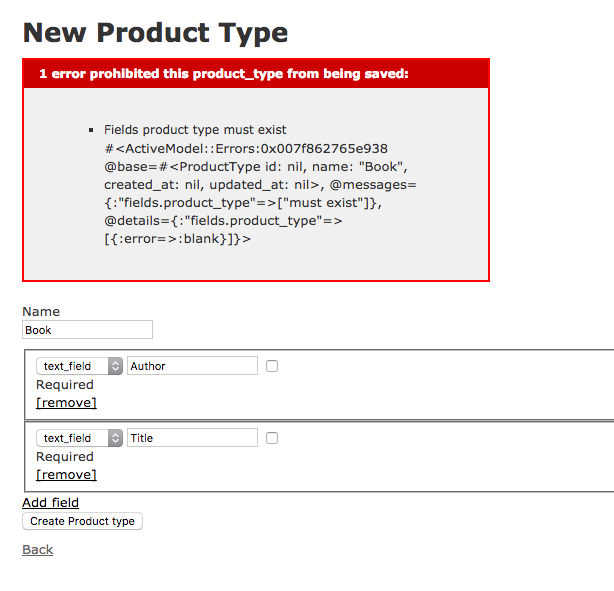 New Product Type
1 error prohibited this product_type from being saved:
Fields product type must exist
#<ActiveModel::Errors:0x007f862765e938
@base=#<ProductType id: nil, name: "Book",
created_at: nil, updated_at: nil>, @messages=
{:"fields.product_type"=>["must exist"]},
@details={:"fields.product_type"=>
[{:error=>:blank}]}>
Name
Book
text_field Author
Required
[remove]
text_field Title
Required
[remove]
Add field
Create Product type
Back